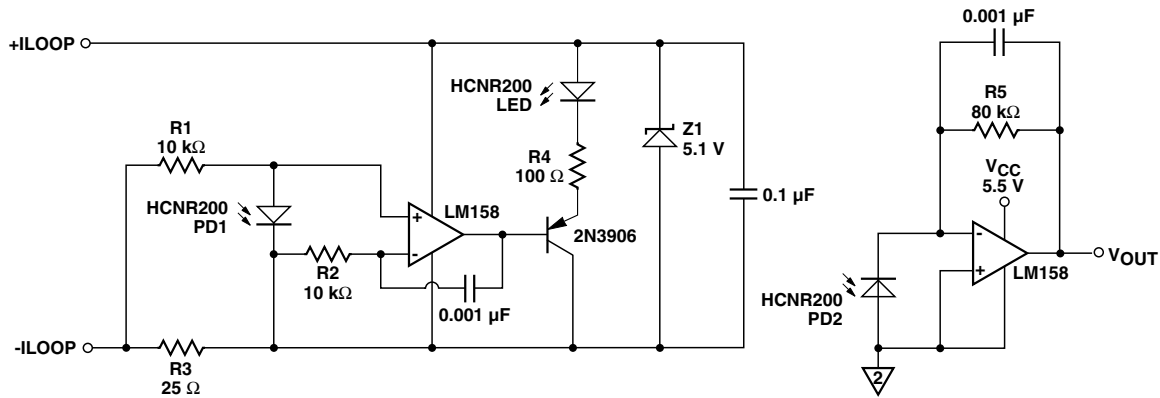 +ILOOP
R1
10 kΩ
HCNR200
PD1
R2
10 kΩ
+
-
LM158
0.001 µF
-ILOOP
R3
25 Ω
HCNR200
LED
R4
100 Ω
2N3906
Z1
5.1 V
0.1 µF
0.001 µF
R5
80 kΩ
VCC
5.5 V
-
+
LM158
VOUT
HCNR200
PD2
2